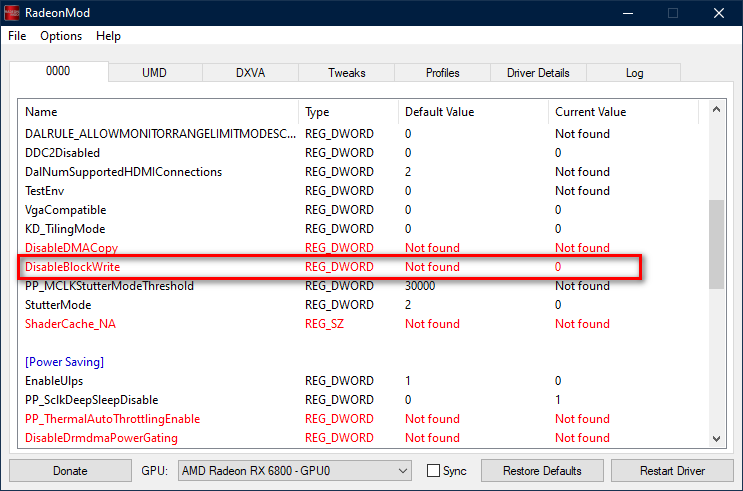 RadeonMod
File Options Help
0000 UMD DXVA Tweaks Profiles Driver Details Log
Name Type Default Value Current Value
DALRULE_ALLOWMONITORRANGELIMITMODESC... REG_DWORD 0 Not found
DDC2Disabled REG_DWORD 0 0
DalNumSupportedHDMIConnections REG_DWORD 2 Not found
TestEnv REG_DWORD 0 Not found
VgaCompatible REG_DWORD 0 0
KD_TilingMode REG_DWORD 0 0
DisableDMACopy REG_DWORD Not found Not found
DisableBlockWrite REG_DWORD Not found 0
PP_MCLKStutterModeThreshold REG_DWORD 30000 Not found
StutterMode REG_DWORD 2 0
ShaderCache_NA REG_SZ Not found Not found
[Power Saving]
EnableUlps REG_DWORD 1 0
PP_SclkDeepSleepDisable REG_DWORD 0 1
PP_ThermalAutoThrottlingEnable REG_DWORD Not found Not found
DisableDrmdmaPowerGating REG_DWORD Not found Not found
Donate GPU: AMD Radeon RX 6800 - GPU0 Sync Restore Defaults Restart Driver